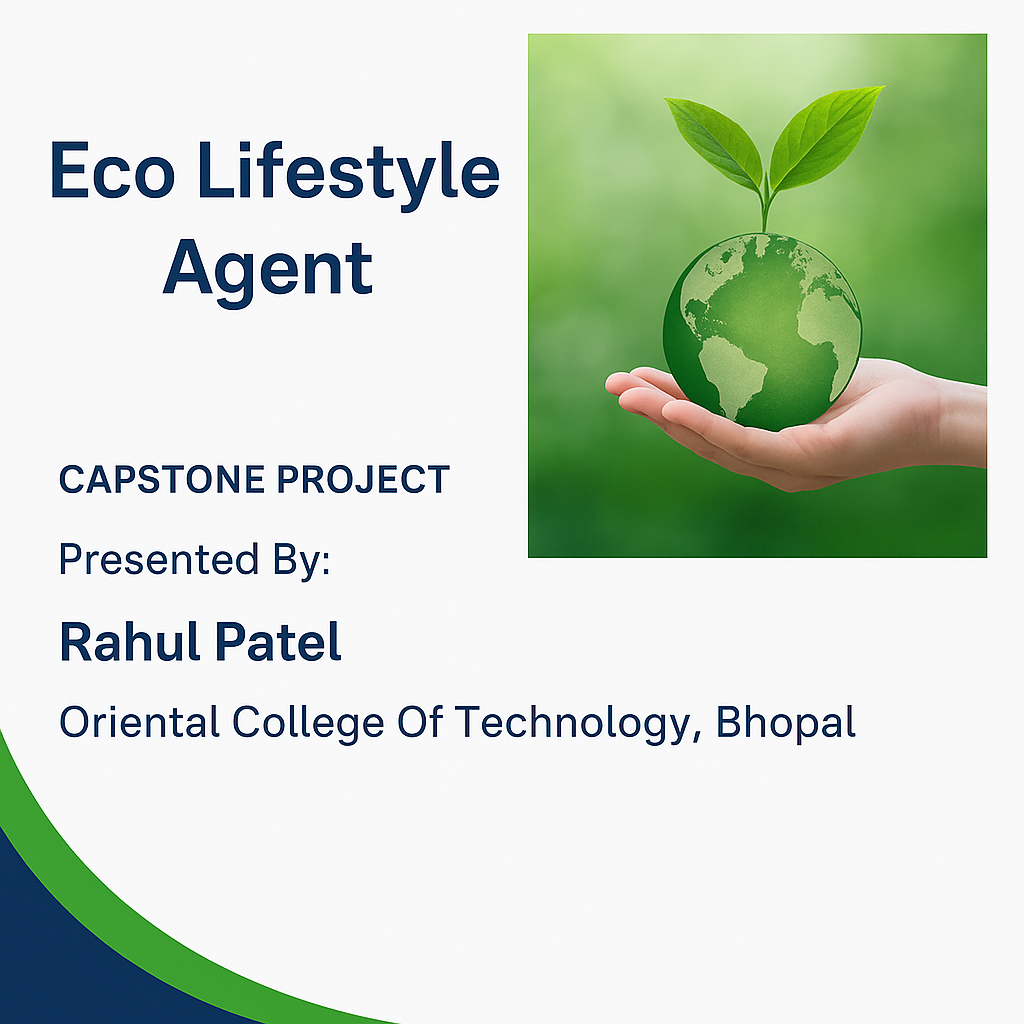 Eco Lifestyle
Agent
CAPSTONE PROJECT
Presented By:
Rahul Patel
Oriental College Of Technology, Bhopal